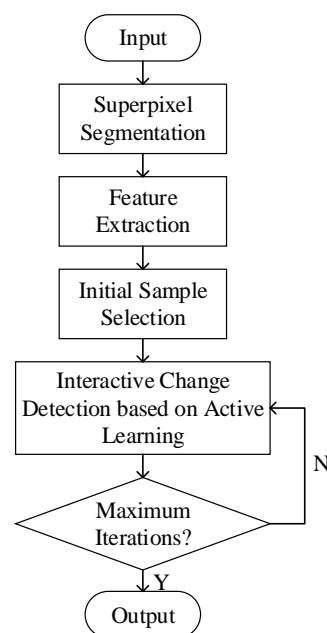 Input
Superpixel
Segmentation
Feature
Extraction
Initial Sample
Selection
Interactive Change
Detection based on Active
Learning
N
Maximum
Iterations?
Y
Output